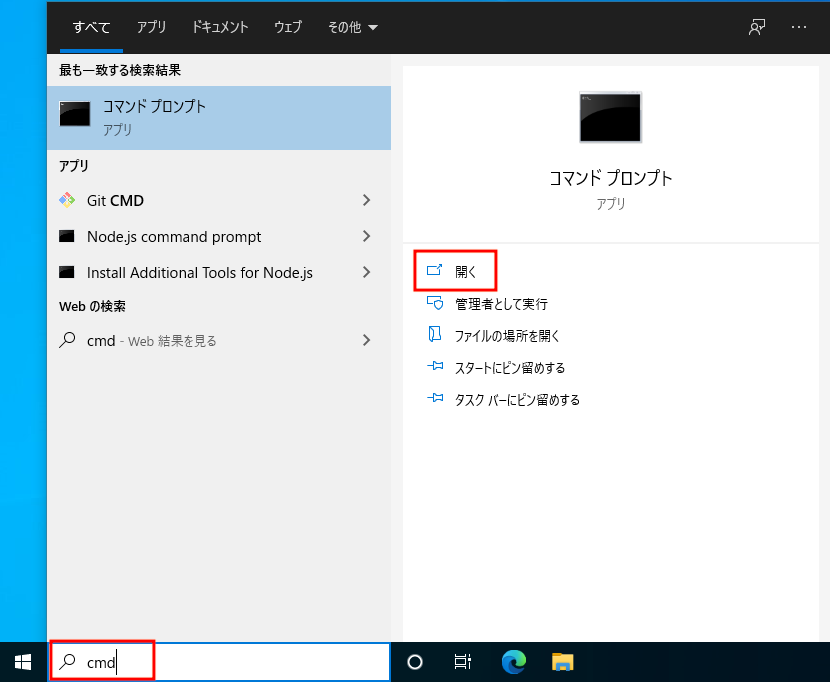 すべて アプリ ドキュメント ウェブ その他
最も一致する検索結果
コマンド プロンプト
アプリ
アプリ
Git CMD
Node.js command prompt
Install Additional Tools for Node.js
Web の検索
cmd - Web 結果を見る
コマンド プロンプト
アプリ
開く
管理者として実行
ファイルの場所を開く
スタートにピン留めする
タスク バーにピン留めする
cmd